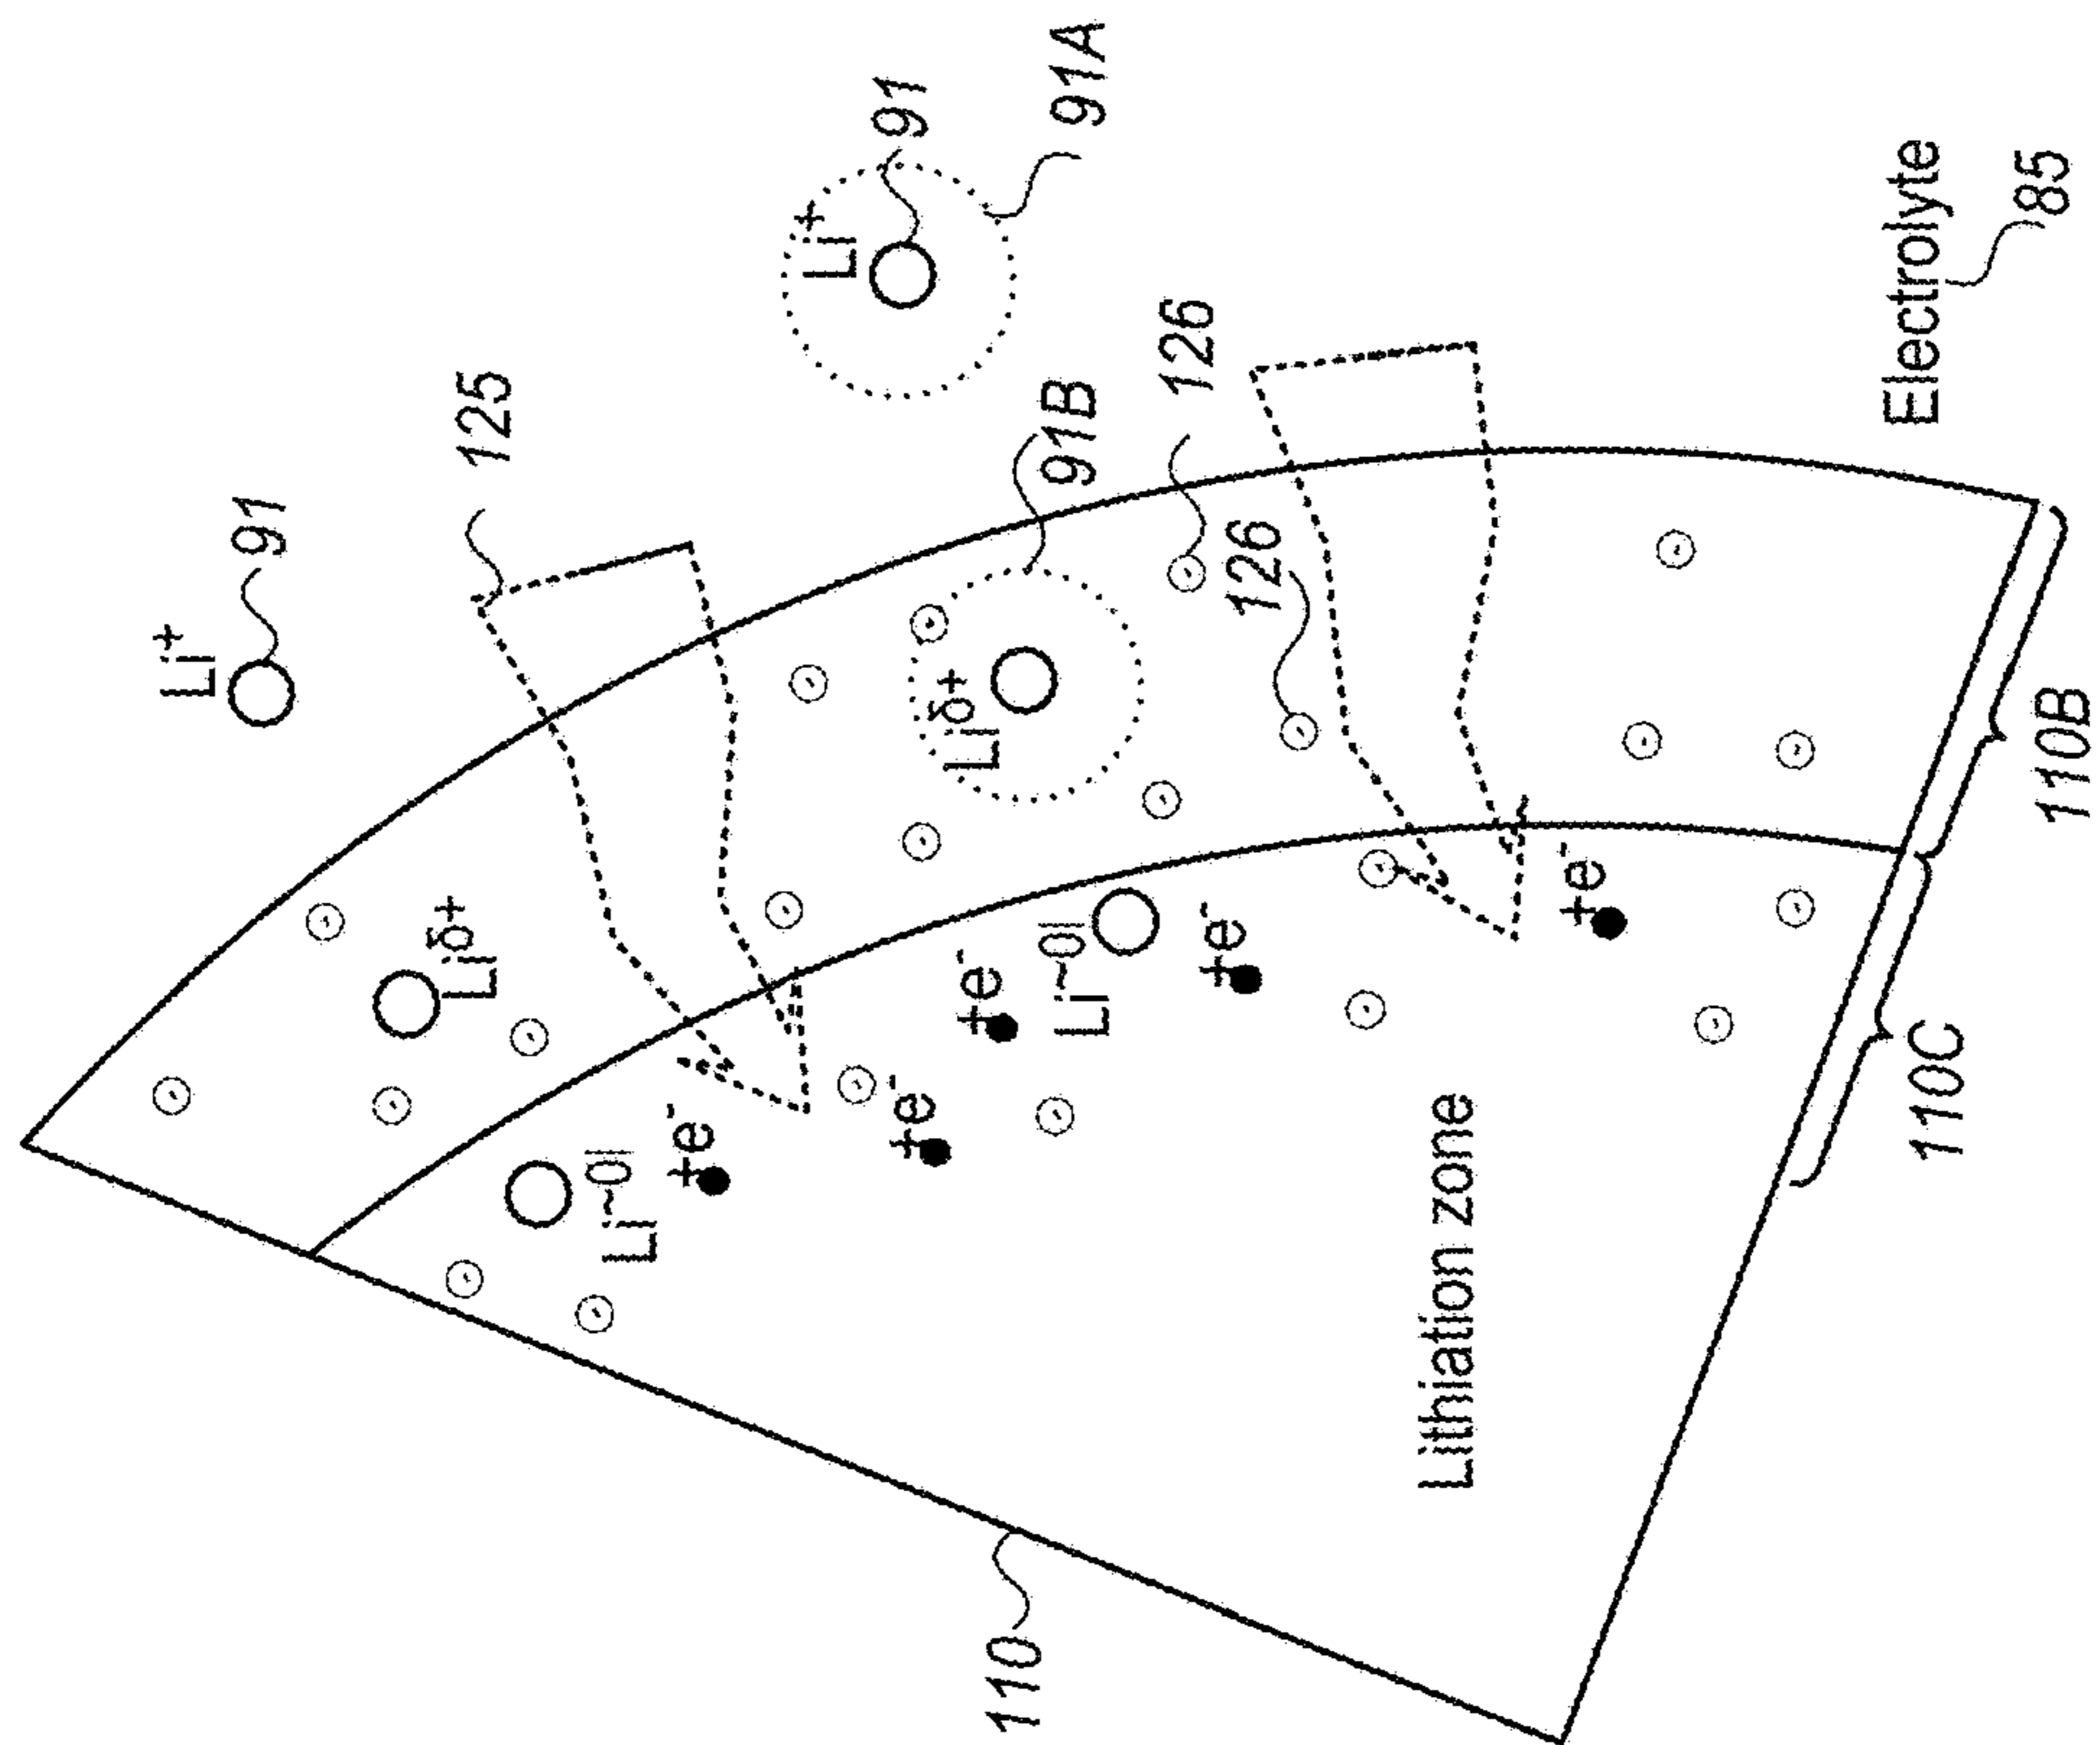 Li⁺
91
Liδ+
125
Li~0|
+e⁻
Li⁺
91
+e⁻
Liδ+
+e⁻
110
Li~0|
91B
91A
126
+e⁻
126
Lithiation zone
+e⁻
Electrolyte
110C
85
110B